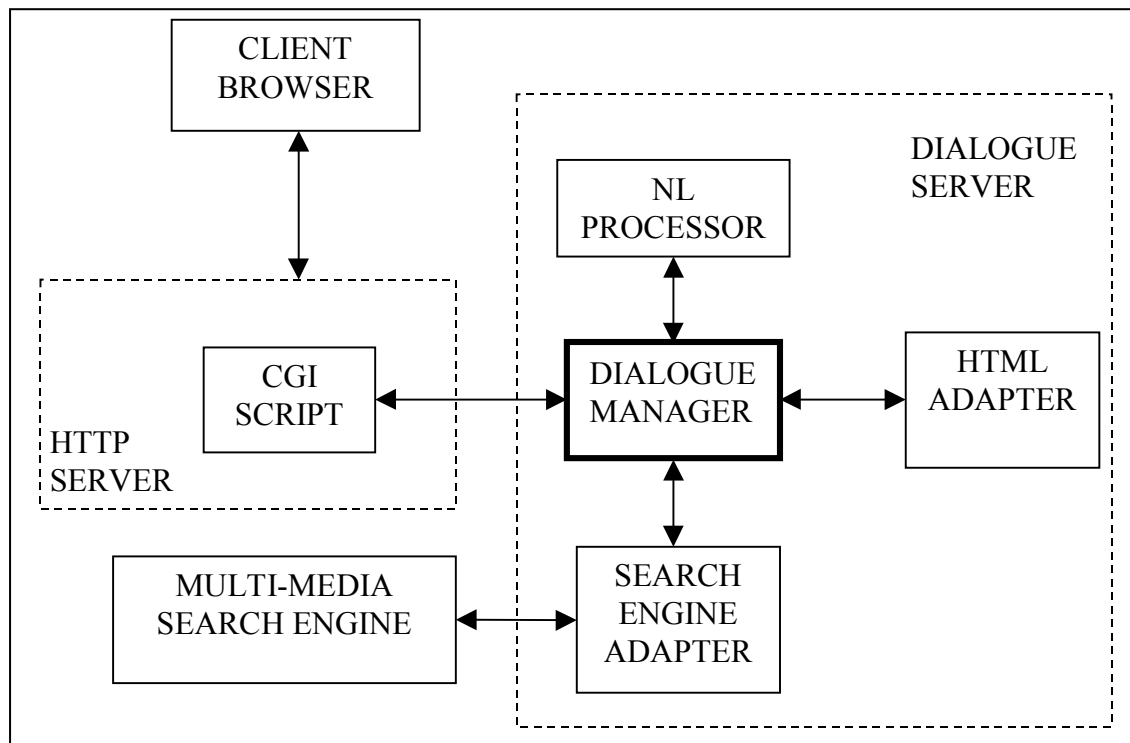 CLIENT
BROWSER
DIALOGUE
SERVER
NL
PROCESSOR
CGI
SCRIPT
HTTP
SERVER
DIALOGUE
MANAGER
HTML
ADAPTER
MULTI-MEDIA
SEARCH ENGINE
SEARCH
ENGINE
ADAPTER